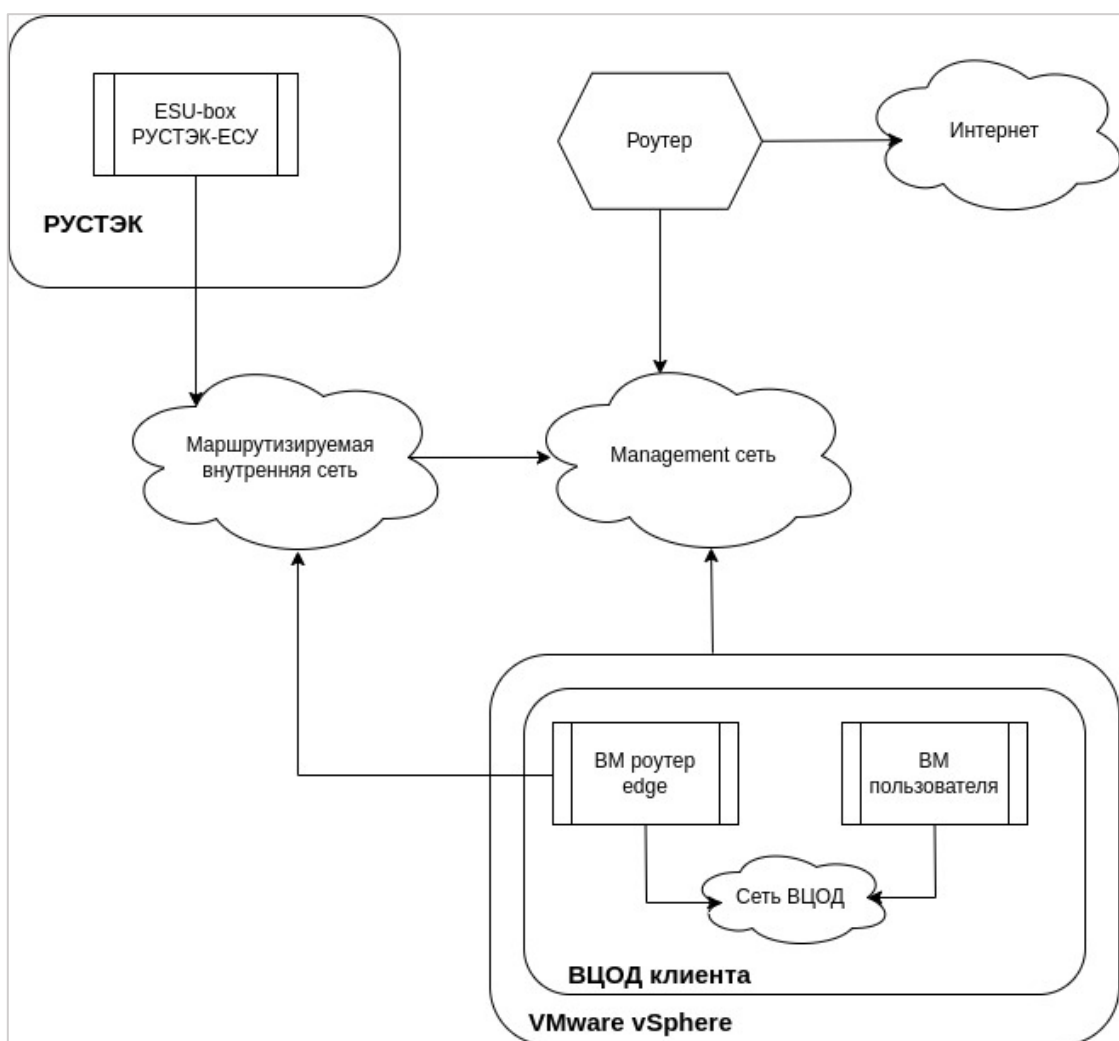 ESU-box
РУСТЭК-ЕСУ
РУСТЭК
Роутер
Интернет
Маршрутизируемая
внутренняя сеть
Management сеть
ВМ роутер
edge
ВМ
пользователя
Сеть ВЦОД
ВЦОД клиента
VMware vSphere